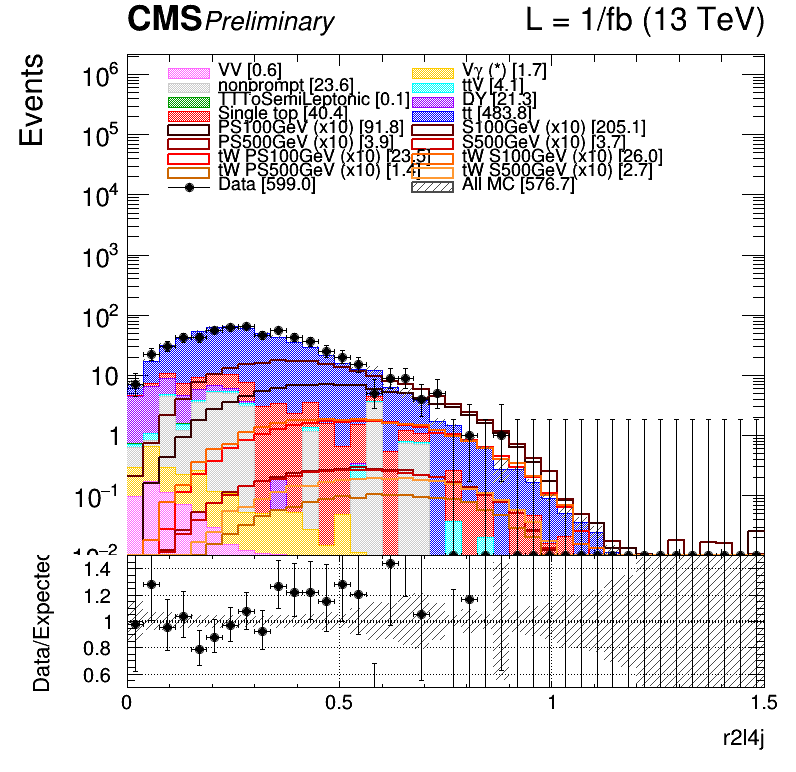 CMS Preliminary L = 1/fb (13 TeV)
Events
VV [0.6] Vγ (*) [1.7]
nonprompt [23.6] ttV [4.1]
TTToSemiLeptonic [0.1] DY [21.3]
Single top [40.4] tt [483.8]
PS100GeV (x10) [91.8] S100GeV (x10) [205.1]
PS500GeV (x10) [3.9] S500GeV (x10) [3.7]
tW PS100GeV (x10) [23.5] tW S100GeV (x10) [26.0]
tW PS500GeV (x10) [1.4] tW S500GeV (x10) [2.7]
Data [599.0] All MC [576.7]
10⁶
10⁵
10⁴
10³
10²
10
1
10⁻¹
10⁻²
Data/Expected
1.4
1.2
1
0.8
0.6
0 0.5 1 1.5
r2l4j